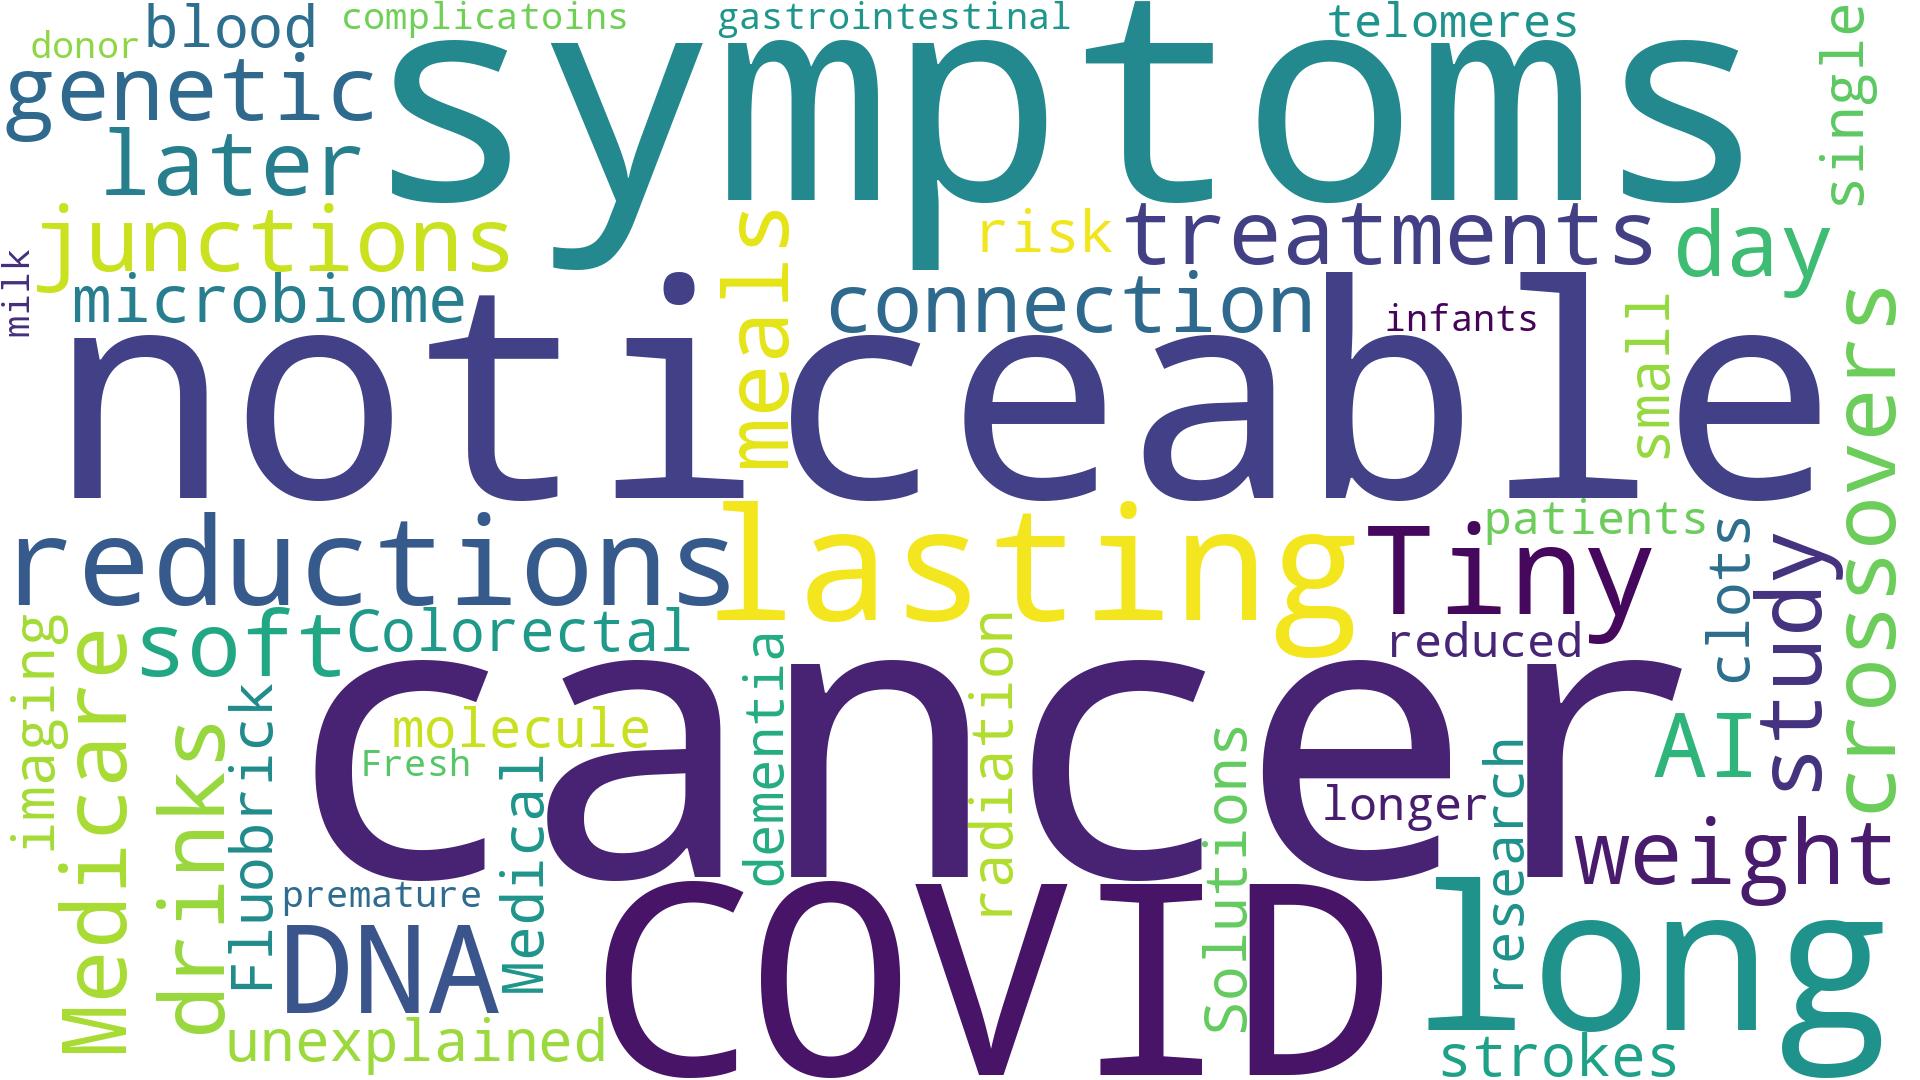 donor
blood
complicatoins
gastrointestinal
telomeres
single
genetic
symptoms
later
junctions
meals
risk
treatments
day
milk
microbiome
connection
infants
small
crossovers
noticeable
reductions
lasting
Tiny
patients
clots
study
reduced
imaging
Medicare
soft
Colorectal
dementia
radiation
cancer
drinks
Fluobrick
molecule
Fresh
Medical
Solutions
longer
research
AI
weight
premature
DNA
COVID
long
unexplained
strokes